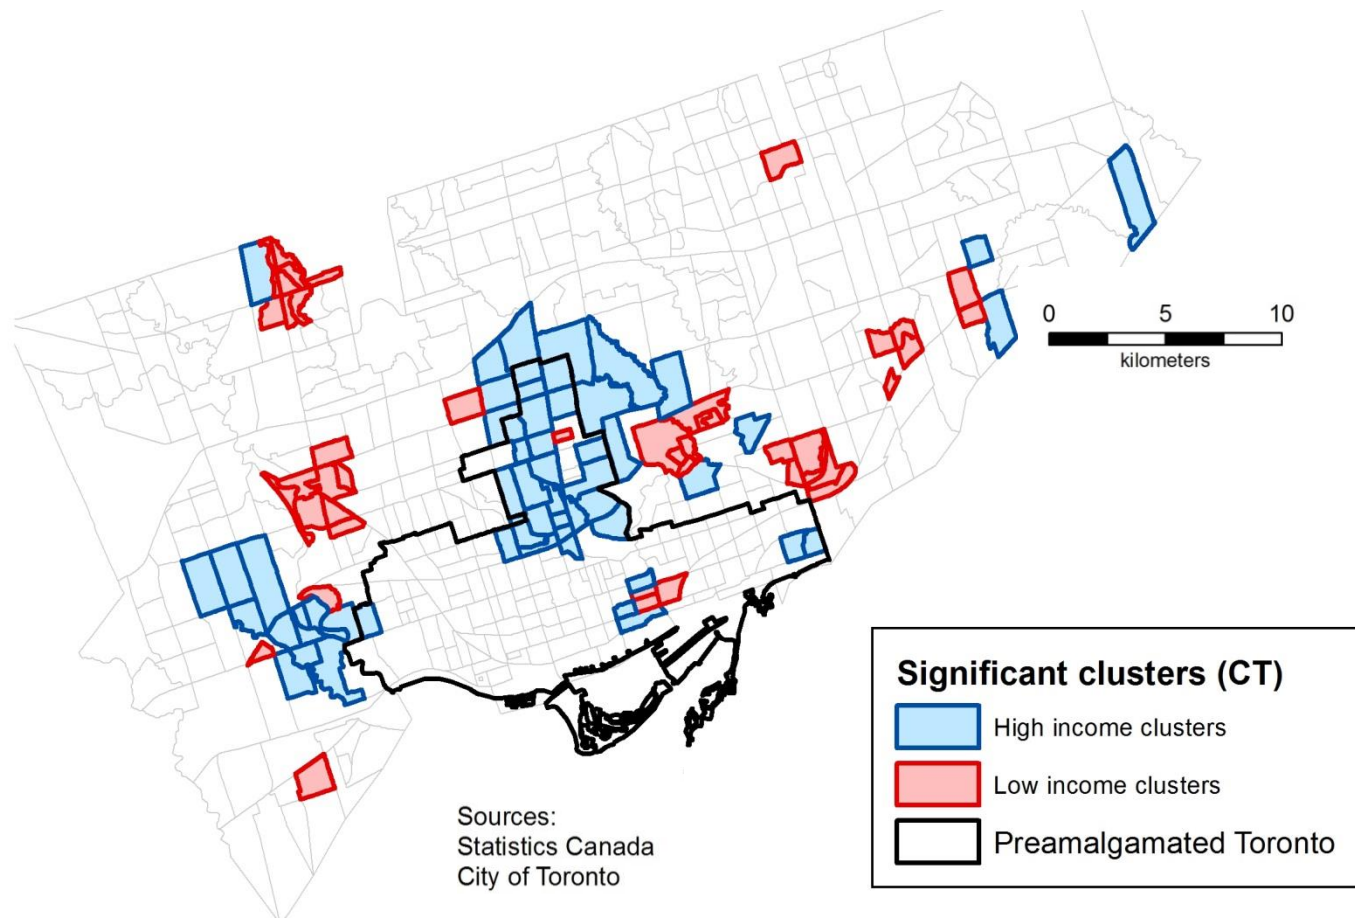 0 5 10
kilometers
Significant clusters (CT)
High income clusters
Low income clusters
Preamalgamated Toronto
Sources:
Statistics Canada
City of Toronto